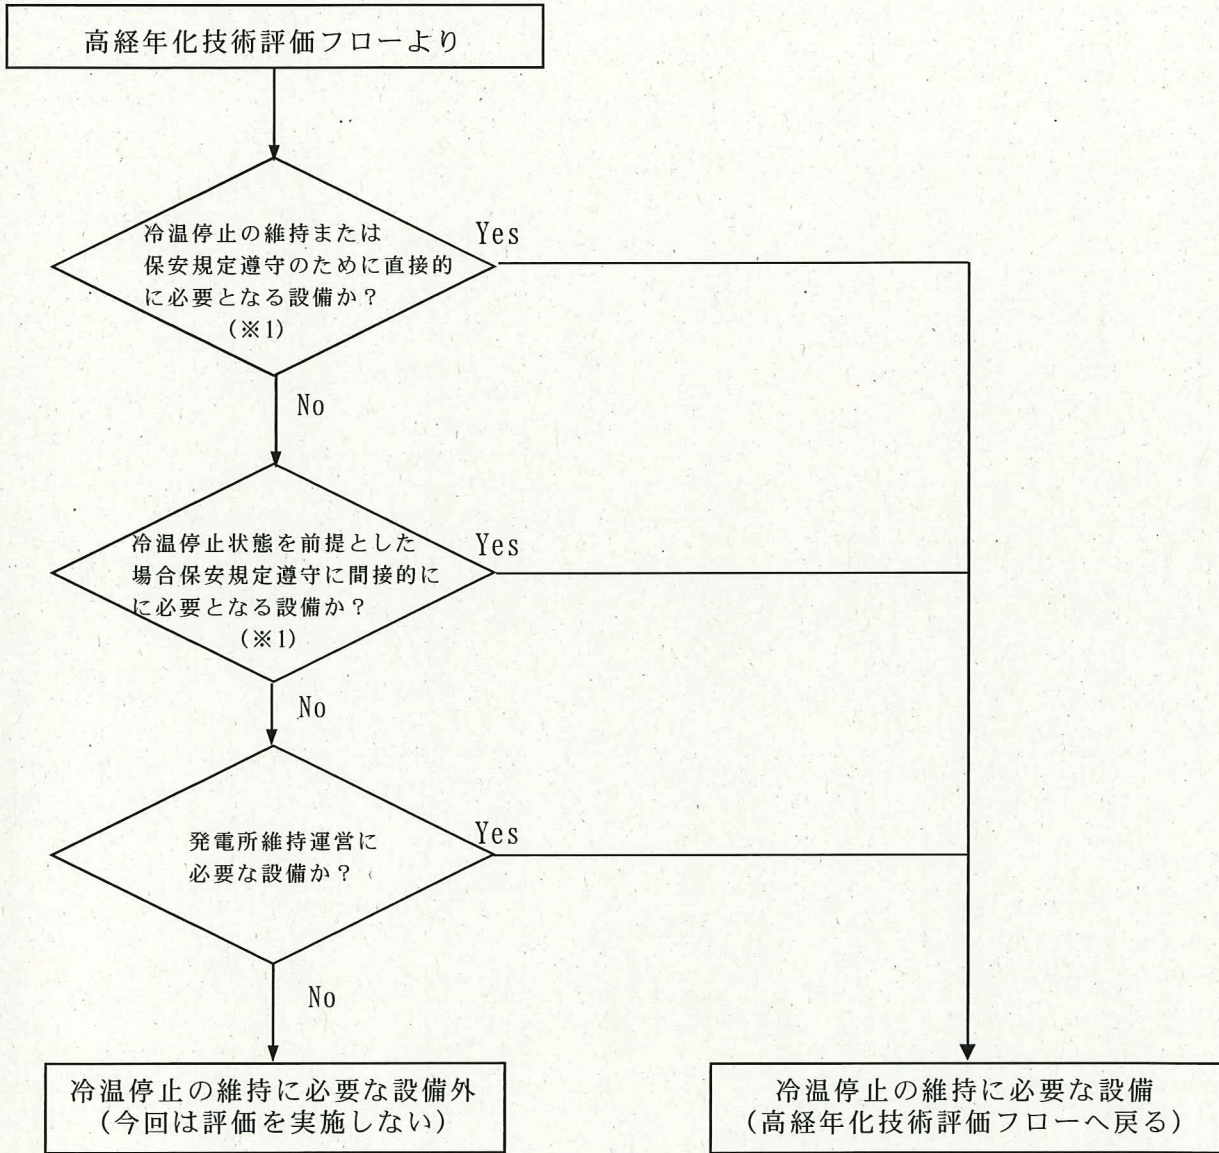 高経年化技術評価フローより
冷温停止の維持または
保安規定遵守のために直接的
に必要となる設備か？
(※1)
Yes
No
冷温停止状態を前提とした
場合保安規定遵守に間接的に
に必要となる設備か？
(※1)
Yes
No
発電所維持運営に
必要な設備か？
Yes
No
冷温停止の維持に必要な設備外
（今回は評価を実施しない）
冷温停止の維持に必要な設備
（高経年化技術評価フローへ戻る）